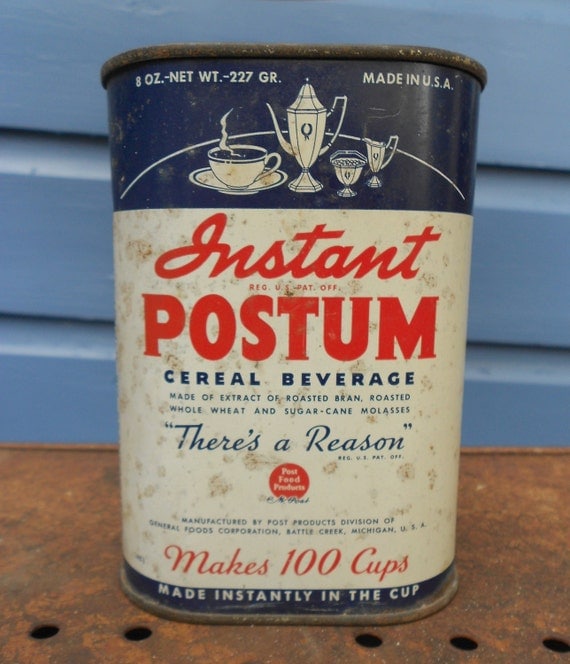 8 OZ.-NET WT.-227 GR. MADE IN U.S.A.
Instant
REG. U.S. PAT. OFF.
POSTUM
CEREAL BEVERAGE
MADE OF EXTRACT OF ROASTED BRAN, ROASTED
WHOLE WHEAT AND SUGAR-CANE MOLASSES
"There's a Reason"
REG. U.S. PAT. OFF.
Post
Food
Products
C.W. Post
MANUFACTURED BY POST PRODUCTS DIVISION OF
GENERAL FOODS CORPORATION, BATTLE CREEK, MICHIGAN, U. S. A.
Makes 100 Cups
MADE INSTANTLY IN THE CUP